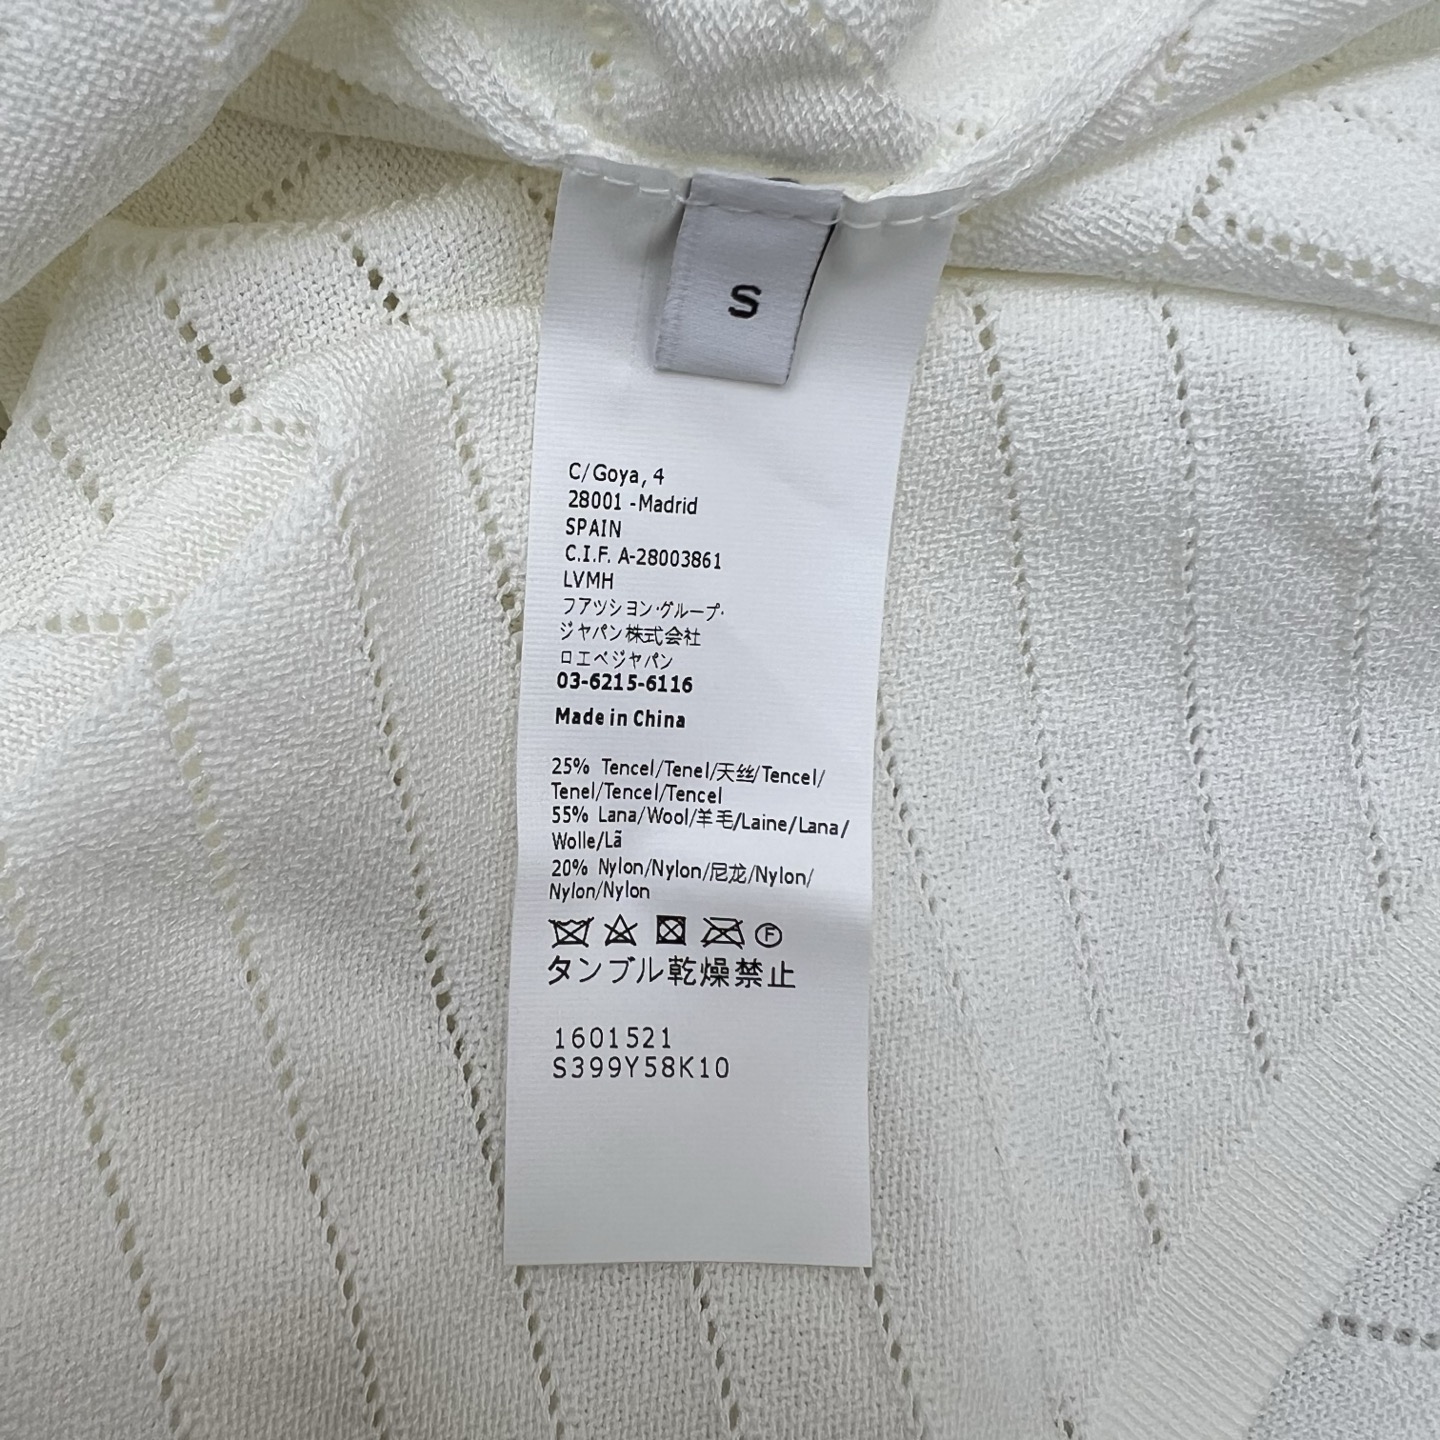 S
C/Goya, 4
28001 -Madrid
SPAIN
C.I.F. A-28003861
LVMH
フアツシヨン·グループ·
ジヤパン株式会社
ロエベジヤパン
03-6215-6116
Made in China
25% Tencel/Tenel/天丝/Tencel/
Tenel/Tencel/Tencel
55% Lana/Wool/羊毛/Laine/Lana/
Wolle/Lã
20% Nylon/Nylon/尼龙/Nylon/
Nylon/Nylon
F
タンブル乾燥禁止
1601521
S399Y58K10